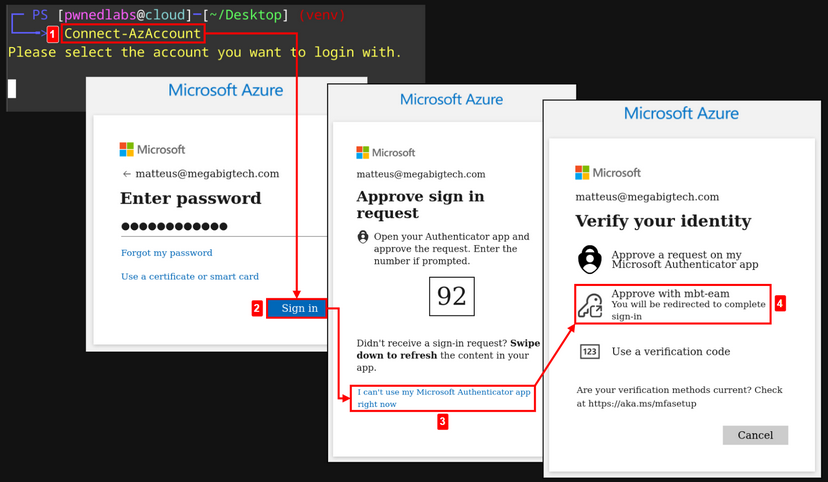 PS [pwnedlabs@cloud]-[~/Desktop] (venv)
1 Connect-AzAccount
Please select the account you want to login with.
Microsoft Azure
Microsoft
← matteus@megabigtech.com
Enter password
●●●●●●●●●●●●
Forgot my password
Use a certificate or smart card
2 Sign in
Microsoft Azure
Microsoft
matteus@megabigtech.com
Approve sign in
request
Open your Authenticator app and
approve the request. Enter the
number if prompted.
92
Didn't receive a sign-in request? Swipe
down to refresh the content in your
app.
I can't use my Microsoft Authenticator app
right now
3
Microsoft Azure
Microsoft
matteus@megabigtech.com
Verify your identity
Approve a request on my
Microsoft Authenticator app
Approve with mbt-eam
You will be redirected to complete
sign-in
4
123 Use a verification code
Are your verification methods current? Check
at https://aka.ms/mfasetup
Cancel